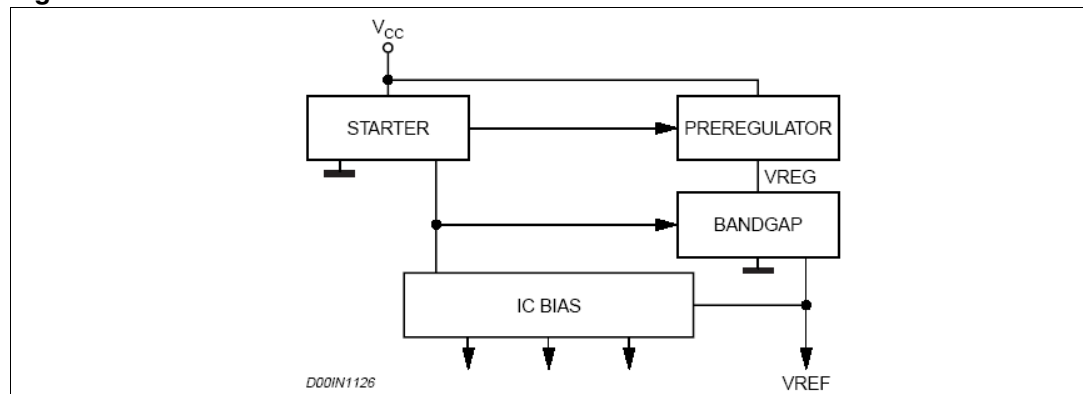 VCC
STARTER
PREREGULATOR
VREG
BANDGAP
IC BIAS
D00IN1126
VREF